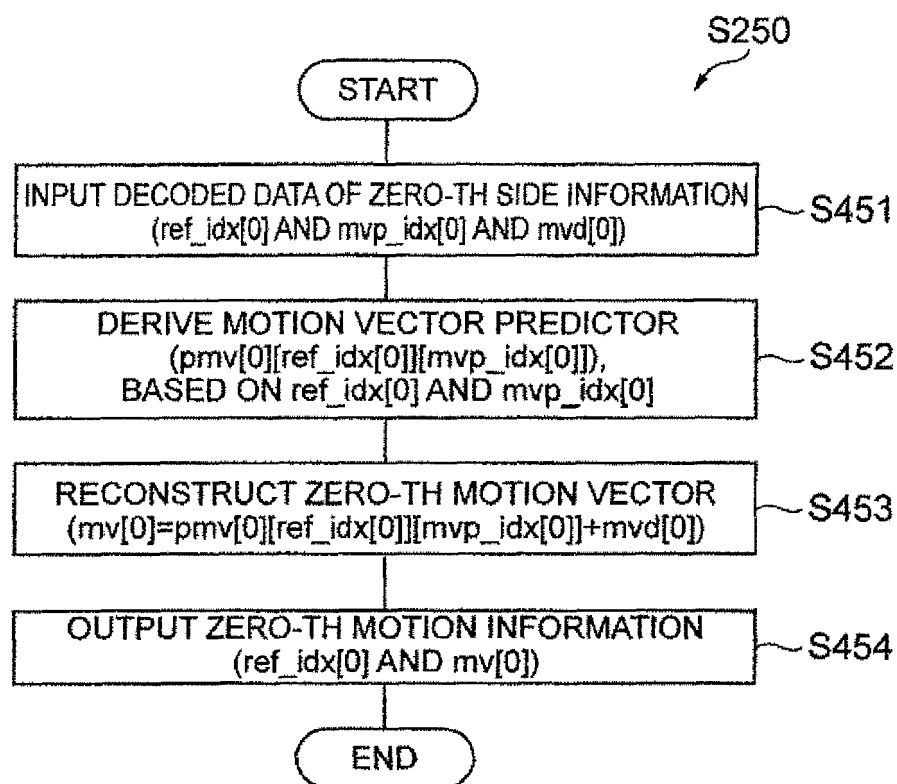 S250
START
INPUT DECODED DATA OF ZERO-TH SIDE INFORMATION
(ref_idx[0] AND mvp_idx[0] AND mvd[0])
S451
DERIVE MOTION VECTOR PREDICTOR
(pmv[0][ref_idx[0]][mvp_idx[0]]),
BASED ON ref_idx[0] AND mvp_idx[0]
S452
RECONSTRUCT ZERO-TH MOTION VECTOR
(mv[0]=pmv[0][ref_idx[0]][mvp_idx[0]]+mvd[0])
S453
OUTPUT ZERO-TH MOTION INFORMATION
(ref_idx[0] AND mv[0])
S454
END